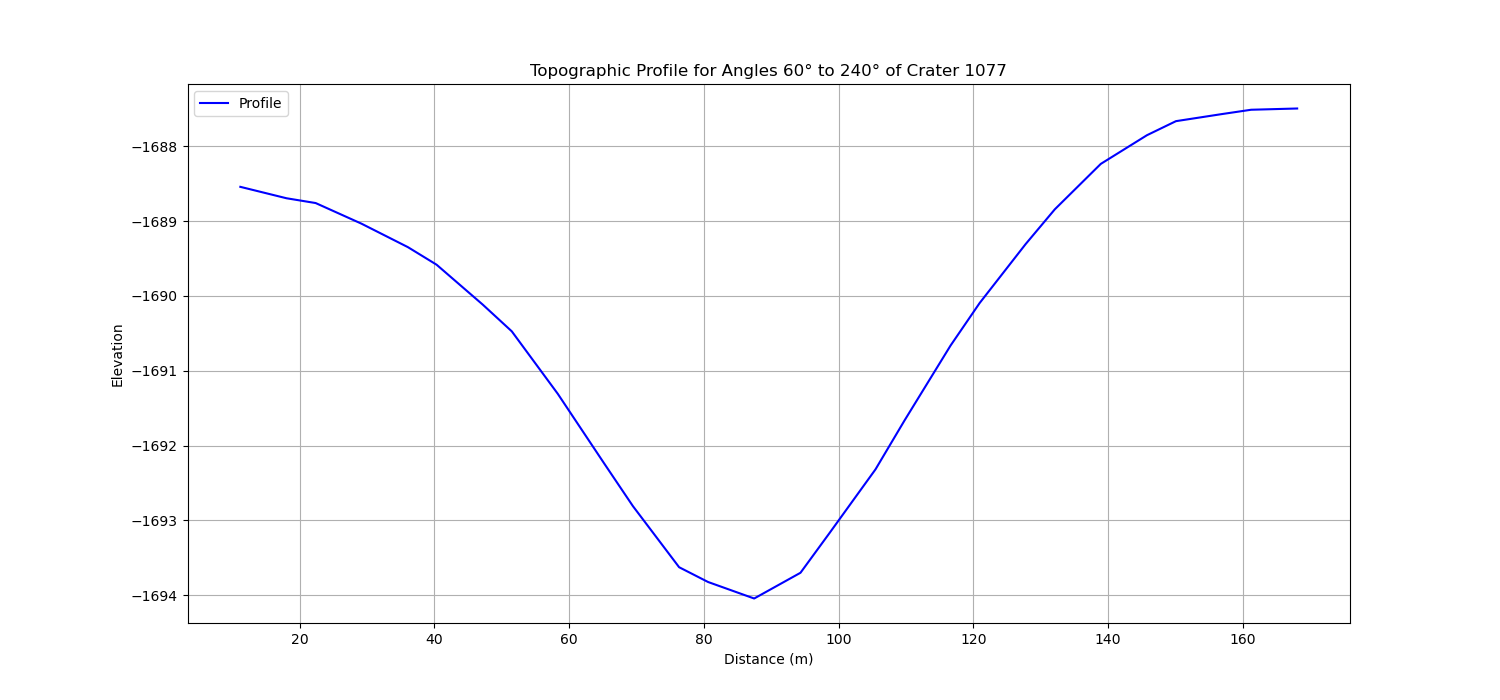 Topographic Profile for Angles 60° to 240° of Crater 1077
Profile
−1688
−1689
−1690
−1691
−1692
−1693
−1694
Elevation
20 40 60 80 100 120 140 160
Distance (m)